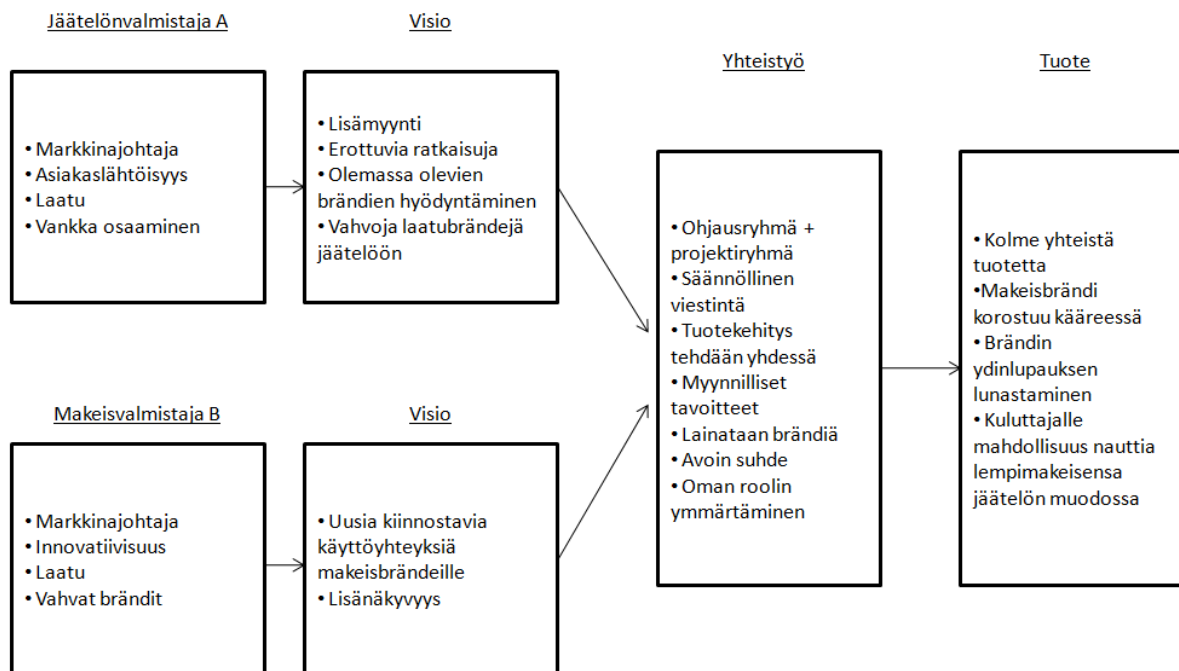 Jäätelönvalmistaja A
Visio
• Markkinajohtaja
• Asiakaslähtöisyys
• Laatu
• Vankka osaaminen
• Lisämyynti
• Erottuvia ratkaisuja
• Olemassa olevien
brändien hyödyntäminen
• Vahvoja laatubrändejä
jäätelöön
Makeisvalmistaja B
Visio
• Markkinajohtaja
• Innovatiivisuus
• Laatu
• Vahvat brändit
• Uusia kiinnostavia
käyttöyhteyksiä
makeisbrändeille
• Lisänäkyvyys
Yhteistyö
• Ohjausryhmä +
projektiryhmä
• Säännöllinen
viestintä
• Tuotekehitys
tehdään yhdessä
• Myynnilliset
tavoitteet
• Lainataan brändiä
• Avoin suhde
• Oman roolin
ymmärtäminen
Tuote
• Kolme yhteistä
tuotetta
•Makeisbrändi
korostuu kääreessä
• Brändin
ydinlupauksen
lunastaminen
• Kuluttajalle
mahdollisuus nauttia
lempimakeisensa
jäätelön muodossa